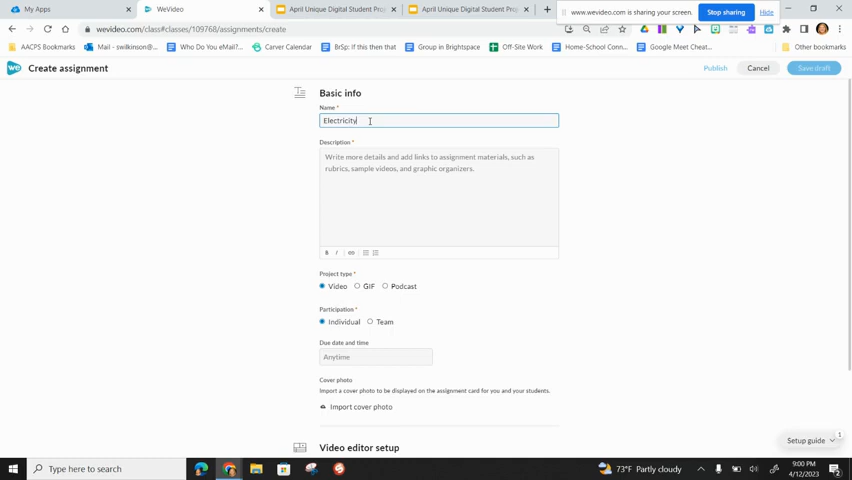 My Apps
WeVideo
April Unique Digital Student Proj
April Unique Digital Student Proj
www.wevideo.com is sharing your screen.
Stop sharing
Hide
wevideo.com/class#classes/109768/assignments/create
AACPS Bookmarks
Mail - swilkinson@...
Who Do You eMail?...
Carver Calendar
BrSp: if this then that
Group in Brightspace
Off-Site Work
Home-School Conn...
Google Meet Cheat...
Other bookmarks
we
Create assignment
Publish
Cancel
Save draft
Basic info
Name *
Electricity
Description *
Write more details and add links to assignment materials, such as
rubrics, sample videos, and graphic organizers.
B I
Project type *
Video GIF Podcast
Participation *
Individual Team
Due date and time
Anytime
Cover photo
Import a cover photo to be displayed on the assignment card for you and your students.
Import cover photo
Video editor setup
Setup guide
1
Type here to search
73°F Partly cloudy
9:00 PM
4/12/2023
2